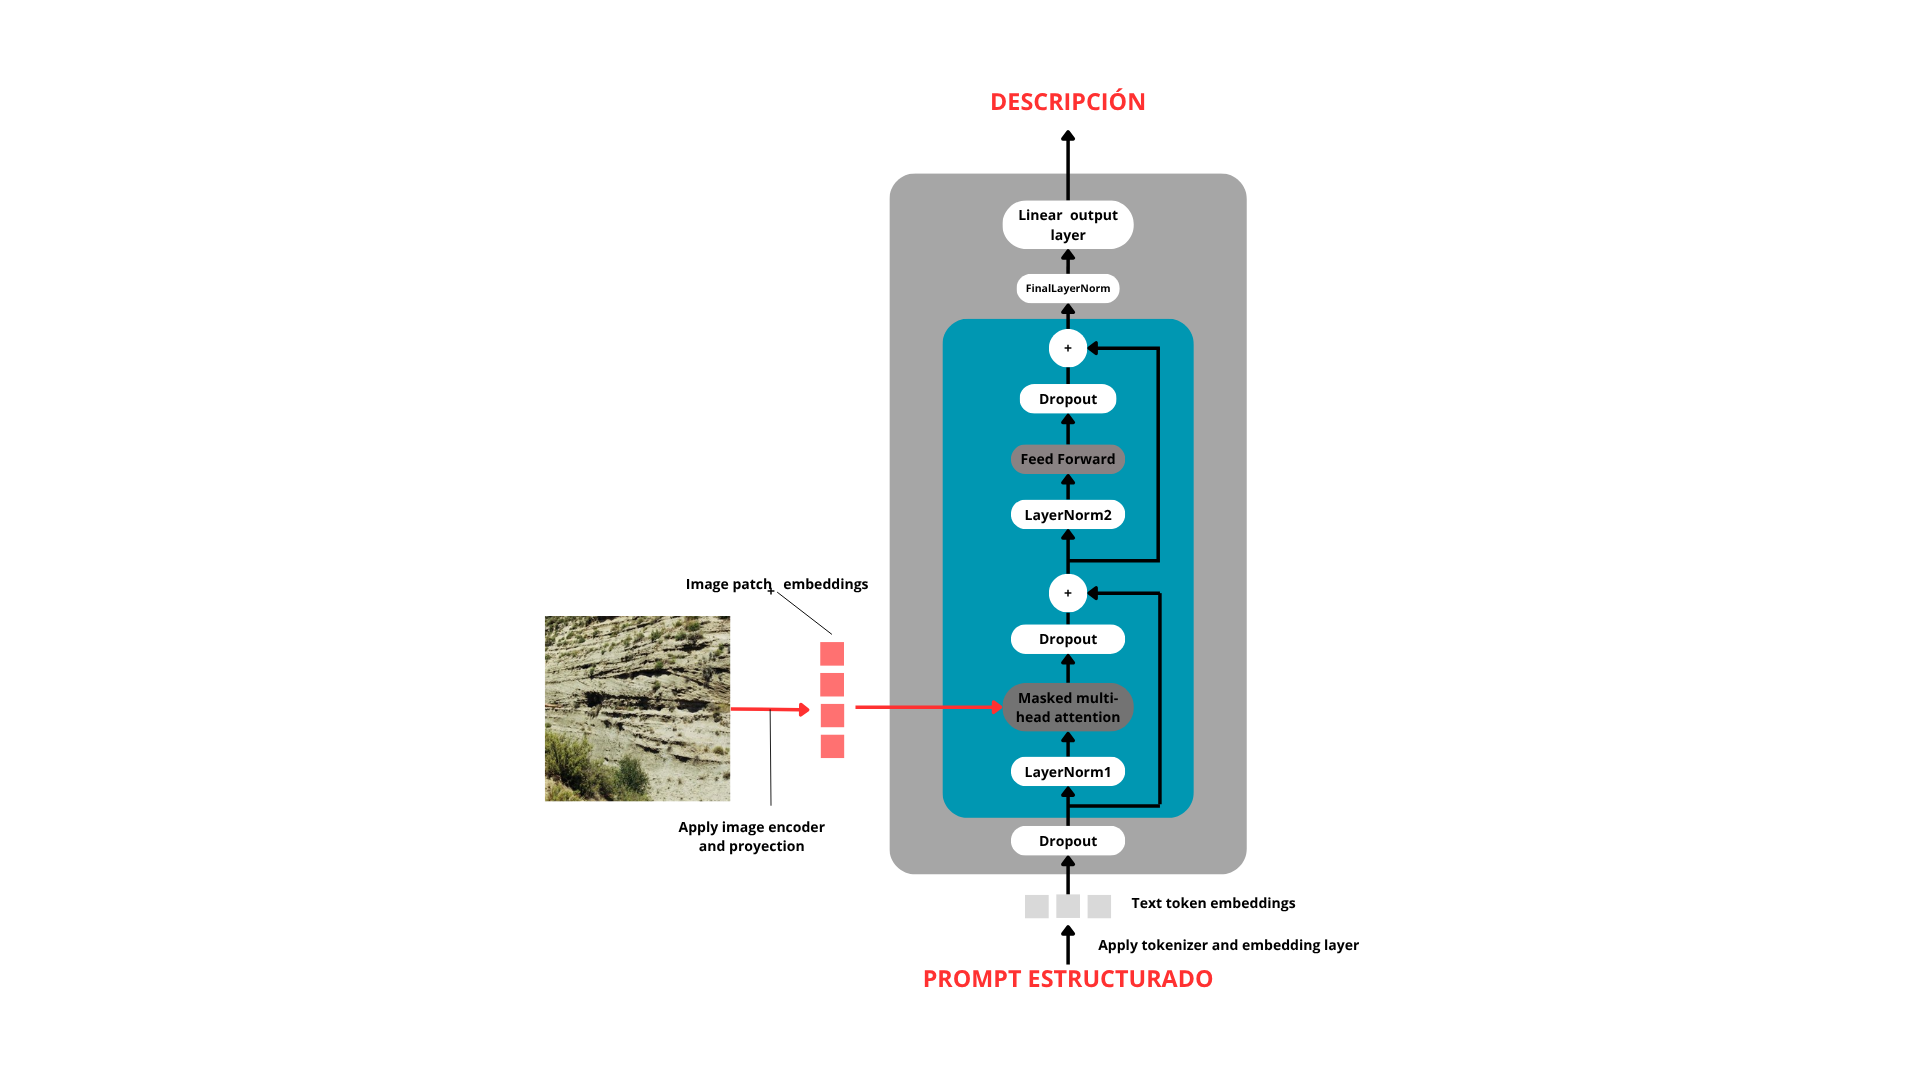 DESCRIPCIÓN
Linear output
layer
FinalLayerNorm
+
Dropout
Feed Forward
LayerNorm2
+
Dropout
Masked multi-
head attention
LayerNorm1
Dropout
Image patch embeddings
+
Apply image encoder
and proyection
Text token embeddings
Apply tokenizer and embedding layer
PROMPT ESTRUCTURADO